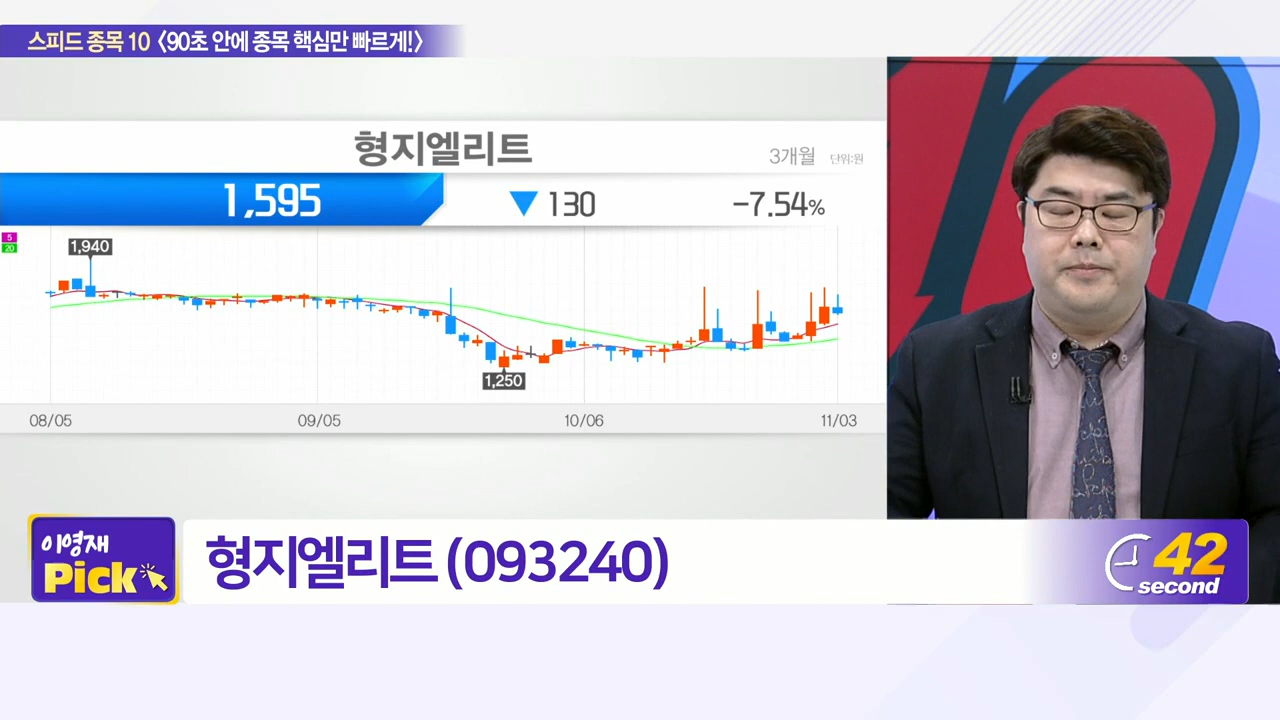 스피드 종목 10 <90초 안에 종목 핵심만 빠르게!>
형지엘리트
3개월 단위:원
1,595 ▼ 130 -7.54%
5
20
1,940
1,250
08/05 09/05 10/06 11/03
이영재
Pick
형지엘리트 (093240)
42
second